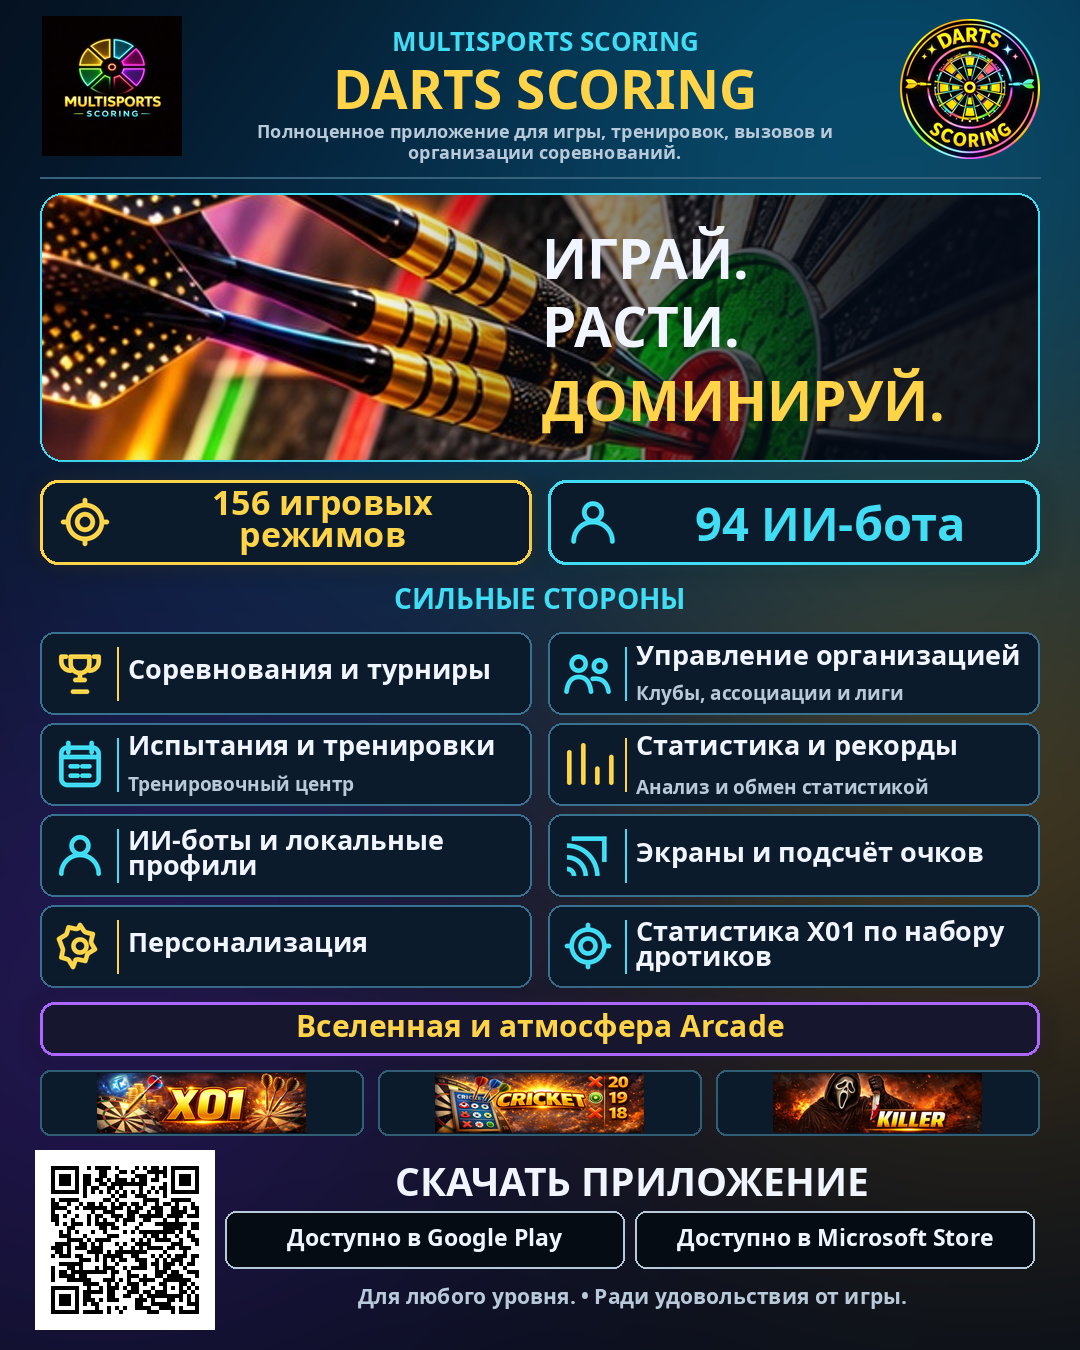 MULTISPORTS SCORING
DARTS SCORING
Полноценное приложение для игры, тренировок, вызовов и
организации соревнований.
MULTISPORTS
SCORING
DARTS
SCORING
ИГРАЙ.
РАСТИ.
ДОМИНИРУЙ.
156 игровых
режимов
94 ИИ-бота
СИЛЬНЫЕ СТОРОНЫ
Соревнования и турниры
Управление организацией
Клубы, ассоциации и лиги
Испытания и тренировки
Тренировочный центр
Статистика и рекорды
Анализ и обмен статистикой
ИИ-боты и локальные
профили
Экраны и подсчёт очков
Персонализация
Статистика X01 по набору
дротиков
Вселенная и атмосфера Arcade
X01
CRICKET
CRICKET
20
19
18
KILLER
СКАЧАТЬ ПРИЛОЖЕНИЕ
Доступно в Google Play
Доступно в Microsoft Store
Для любого уровня. • Ради удовольствия от игры.